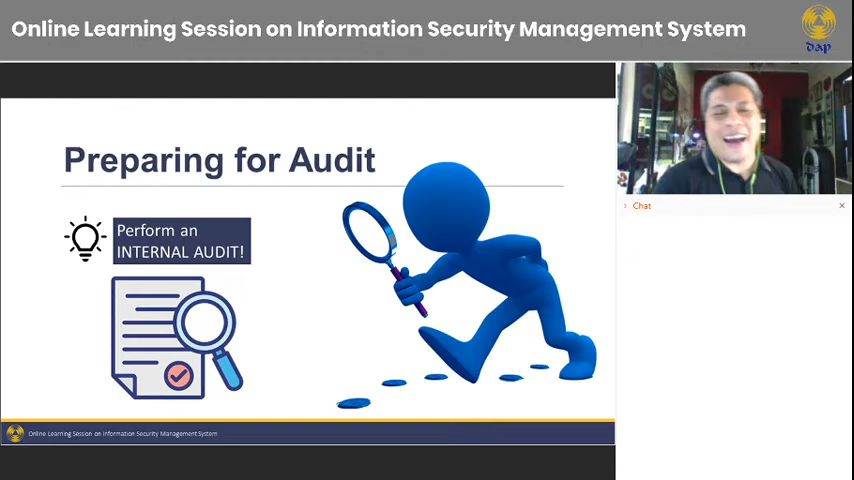 Online Learning Session on Information Security Management System
dap
Preparing for Audit
Perform an
INTERNAL AUDIT!
Chat
Online Learning Session on Information Security Management System